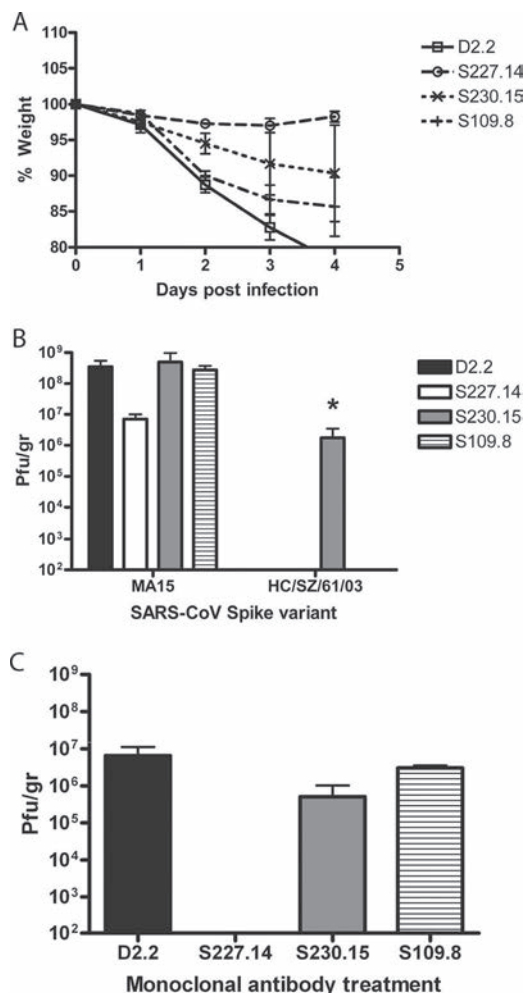 A
D2.2
S227.14
S230.15
S109.8
% Weight
110
105
100
95
90
85
80
0 1 2 3 4 5
Days post infection
B
10⁹
10⁸
10⁷
10⁶
10⁵
10⁴
10³
10²
Pfu/gr
*
D2.2
S227.14
S230.15
S109.8
MA15 HC/SZ/61/03
SARS-CoV Spike variant
C
10⁹
10⁸
10⁷
10⁶
10⁵
10⁴
10³
10²
Pfu/gr
D2.2 S227.14 S230.15 S109.8
Monoclonal antibody treatment